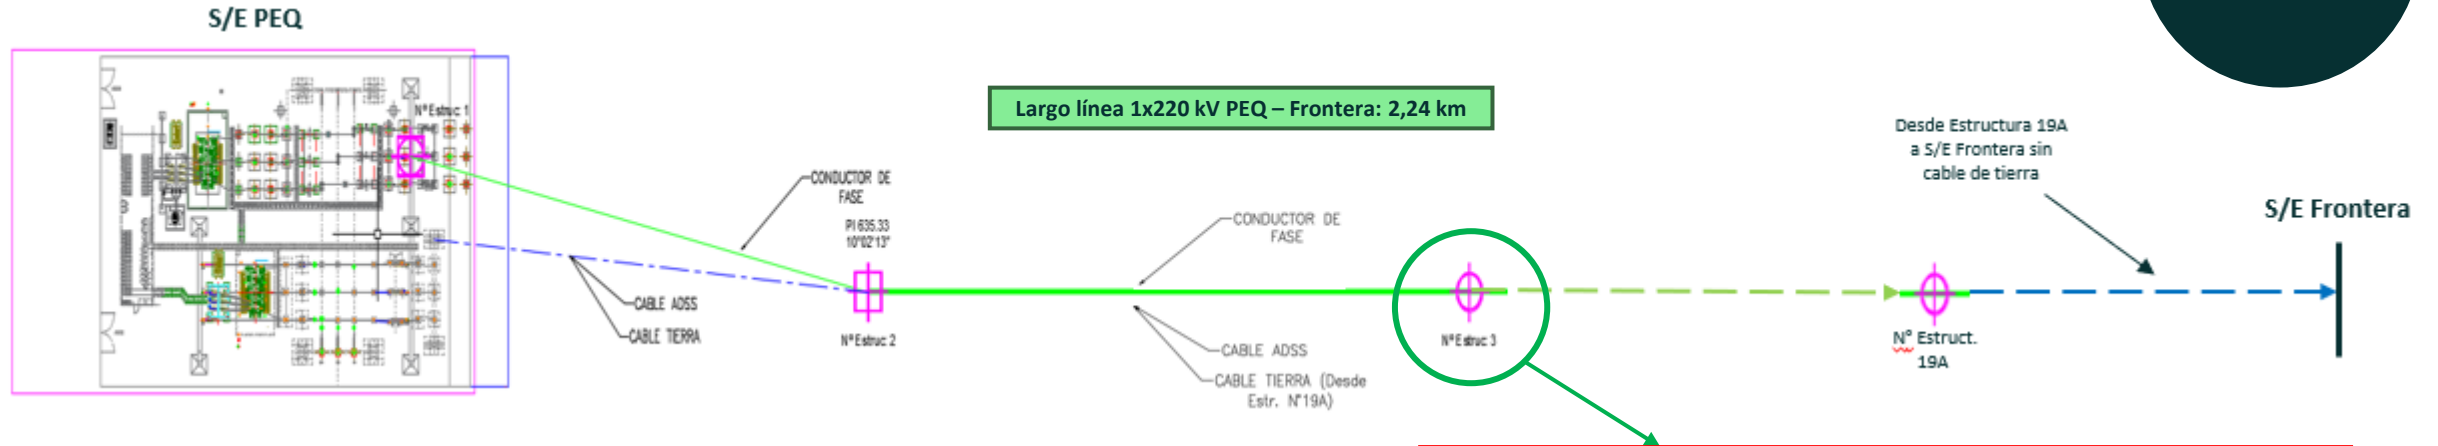 S/E PEQ
Largo línea 1x220 kV PEQ – Frontera: 2,24 km
N° Estruc 1
CONDUCTOR DE
FASE
PI 635.33
10°02'13"
CABLE ADSS
CABLE TIERRA
N° Estruc 2
CONDUCTOR DE
FASE
CABLE ADSS
CABLE TIERRA (Desde
Estr. N°19A)
N° Estruc 3
Desde Estructura 19A
a S/E Frontera sin
cable de tierra
N° Estruct.
19A
S/E Frontera